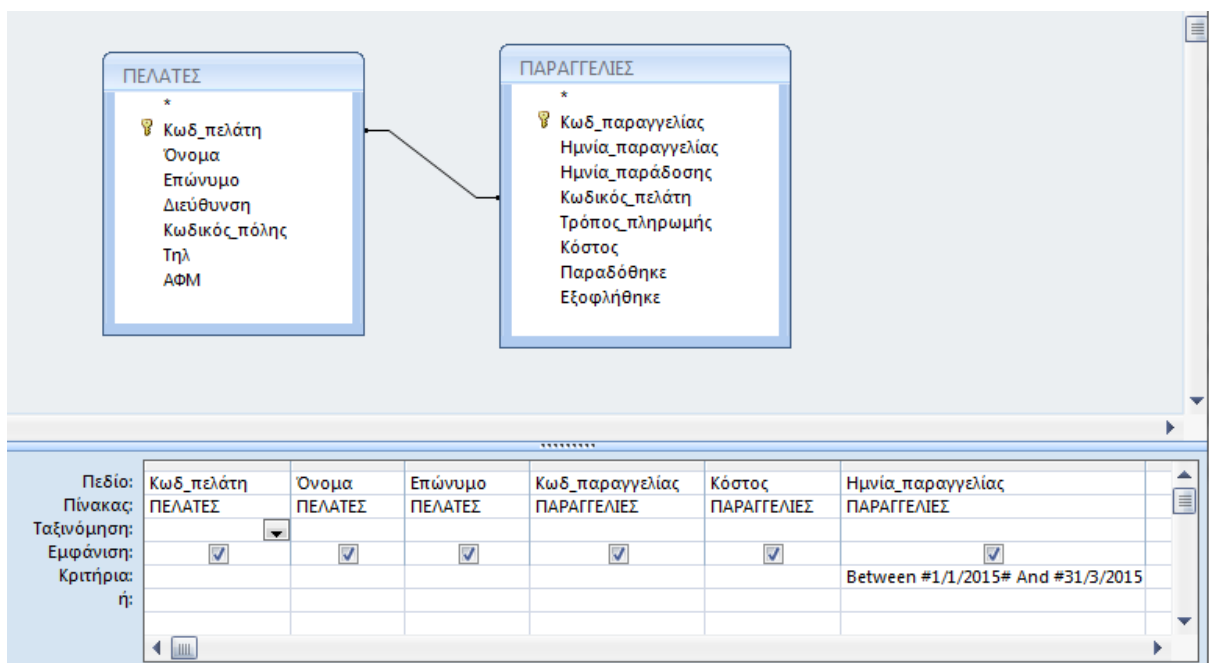 ΠΕΛΑΤΕΣ
*
Κωδ_πελάτη
Όνομα
Επώνυμο
Διεύθυνση
Κωδικός_πόλης
Τηλ
ΑΦΜ
ΠΑΡΑΓΓΕΛΙΕΣ
*
Κωδ_παραγγελίας
Ημνία_παραγγελίας
Ημνία_παράδοσης
Κωδικός_πελάτη
Τρόπος_πληρωμής
Κόστος
Παραδόθηκε
Εξοφλήθηκε
Πεδίο: Κωδ_πελάτη Όνομα Επώνυμο Κωδ_παραγγελίας Κόστος Ημνία_παραγγελίας
Πίνακας: ΠΕΛΑΤΕΣ ΠΕΛΑΤΕΣ ΠΕΛΑΤΕΣ ΠΑΡΑΓΓΕΛΙΕΣ ΠΑΡΑΓΓΕΛΙΕΣ ΠΑΡΑΓΓΕΛΙΕΣ
Ταξινόμηση:
Εμφάνιση:
Κριτήρια: Between #1/1/2015# And #31/3/2015
ή: